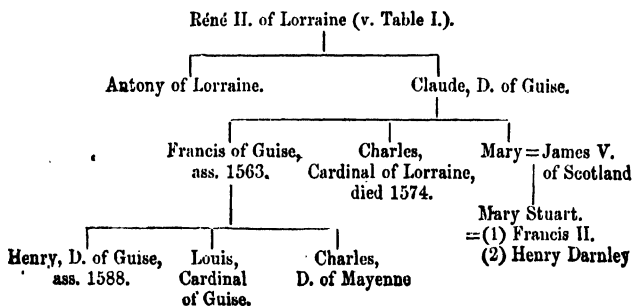 Réné II. of Lorraine (v. Table I.).
Antony of Lorraine.
Claude, D. of Guise.
Francis of Guise,
ass. 1563.
Charles,
Cardinal of Lorraine,
died 1574.
Mary = James V.
of Scotland
Mary Stuart.
=(1) Francis II.
(2) Henry Darnley
Henry, D. of Guise,
ass. 1588.
Louis,
Cardinal
of Guise.
Charles,
D. of Mayenne